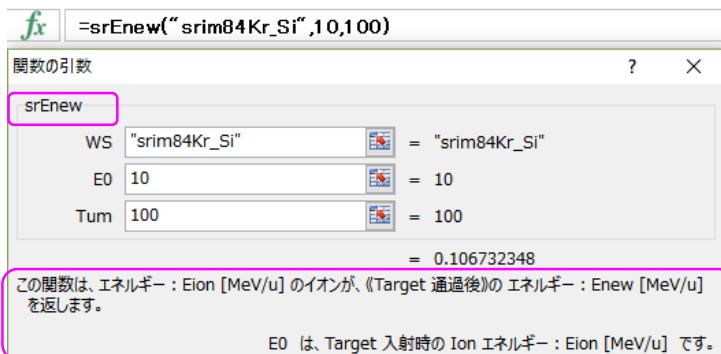 fx =srEnew("srim84Kr_Si",10,100)
関数の引数 ? ×
srEnew
WS "srim84Kr_Si" = "srim84Kr_Si"
E0 10 = 10
Tum 100 = 100
= 0.106732348
この関数は、エネルギー：Eion [MeV/u] のイオンが、《Target 通過後》の エネルギー：Enew [MeV/u]
を返します。
E0 は、Target 入射時の Ion エネルギー：Eion [MeV/u] です。